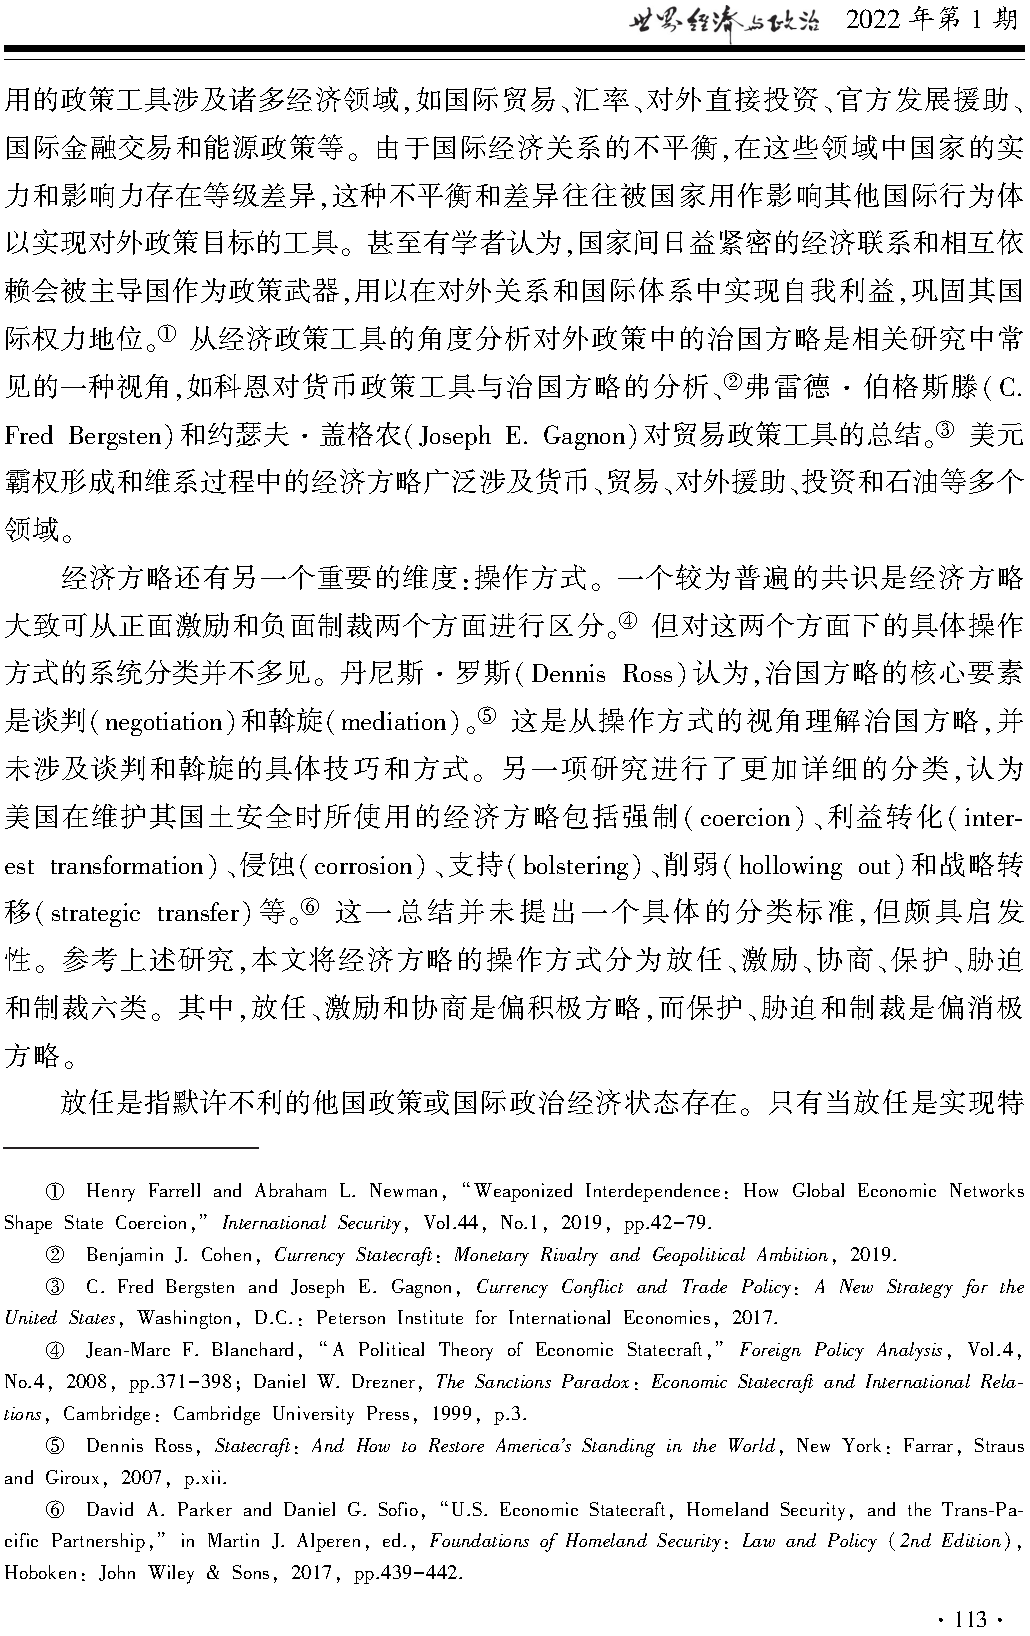 世界经济与政治 2022 年第 1 期
用的政策工具涉及诸多经济领域,如国际贸易、汇率、对外直接投资、官方发展援助、
国际金融交易和能源政策等。由于国际经济关系的不平衡,在这些领域中国家的实
力和影响力存在等级差异,这种不平衡和差异往往被国家用作影响其他国际行为体
以实现对外政策目标的工具。甚至有学者认为,国家间日益紧密的经济联系和相互依
赖会被主导国作为政策武器,用以在对外关系和国际体系中实现自我利益,巩固其国
际权力地位。① 从经济政策工具的角度分析对外政策中的治国方略是相关研究中常
见的一种视角,如科恩对货币政策工具与治国方略的分析、②弗雷德·伯格斯滕(C.
Fred Bergsten)和约瑟夫·盖格农(Joseph E. Gagnon)对贸易政策工具的总结。③ 美元
霸权形成和维系过程中的经济方略广泛涉及货币、贸易、对外援助、投资和石油等多个
领域。
经济方略还有另一个重要的维度:操作方式。一个较为普遍的共识是经济方略
大致可从正面激励和负面制裁两个方面进行区分。④ 但对这两个方面下的具体操作
方式的系统分类并不多见。丹尼斯·罗斯(Dennis Ross)认为,治国方略的核心要素
是谈判(negotiation)和斡旋(mediation)。⑤ 这是从操作方式的视角理解治国方略,并
未涉及谈判和斡旋的具体技巧和方式。另一项研究进行了更加详细的分类,认为
美国在维护其国土安全时所使用的经济方略包括强制(coercion)、利益转化(inter-
est transformation)、侵蚀(corrosion)、支持(bolstering)、削弱(hollowing out)和战略转
移(strategic transfer)等。⑥ 这一总结并未提出一个具体的分类标准,但颇具启发
性。参考上述研究,本文将经济方略的操作方式分为放任、激励、协商、保护、胁迫
和制裁六类。其中,放任、激励和协商是偏积极方略,而保护、胁迫和制裁是偏消极
方略。
放任是指默许不利的他国政策或国际政治经济状态存在。只有当放任是实现特
① Henry Farrell and Abraham L. Newman, “Weaponized Interdependence: How Global Economic Networks
Shape State Coercion,” International Security, Vol.44, No.1, 2019, pp.42-79.
② Benjamin J. Cohen, Currency Statecraft: Monetary Rivalry and Geopolitical Ambition, 2019.
③ C. Fred Bergsten and Joseph E. Gagnon, Currency Conflict and Trade Policy: A New Strategy for the
United States, Washington, D.C.: Peterson Institute for International Economics, 2017.
④ Jean-Marc F. Blanchard, “A Political Theory of Economic Statecraft,” Foreign Policy Analysis, Vol.4,
No.4, 2008, pp.371-398; Daniel W. Drezner, The Sanctions Paradox: Economic Statecraft and International Rela-
tions, Cambridge: Cambridge University Press, 1999, p.3.
⑤ Dennis Ross, Statecraft: And How to Restore America’s Standing in the World, New York: Farrar, Straus
and Giroux, 2007, p.xii.
⑥ David A. Parker and Daniel G. Sofio, “U.S. Economic Statecraft, Homeland Security, and the Trans-Pa-
cific Partnership,” in Martin J. Alperen, ed., Foundations of Homeland Security: Law and Policy (2nd Edition),
Hoboken: John Wiley & Sons, 2017, pp.439-442.
· 113 ·